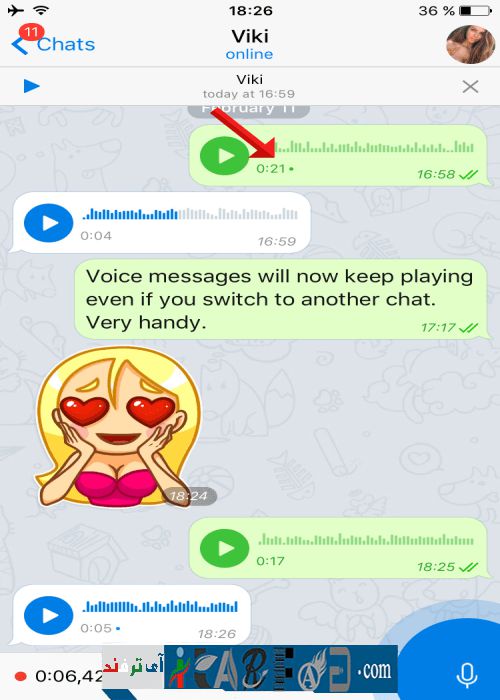 18:26
36 %
11
Chats
Viki
online
Viki
today at 16:59
February 11
0:21
16:58
0:04
16:59
Voice messages will now keep playing
even if you switch to another chat.
Very handy.
17:17
18:24
0:17
18:25
0:05
18:26
0:06,42
آی ترفند
.com